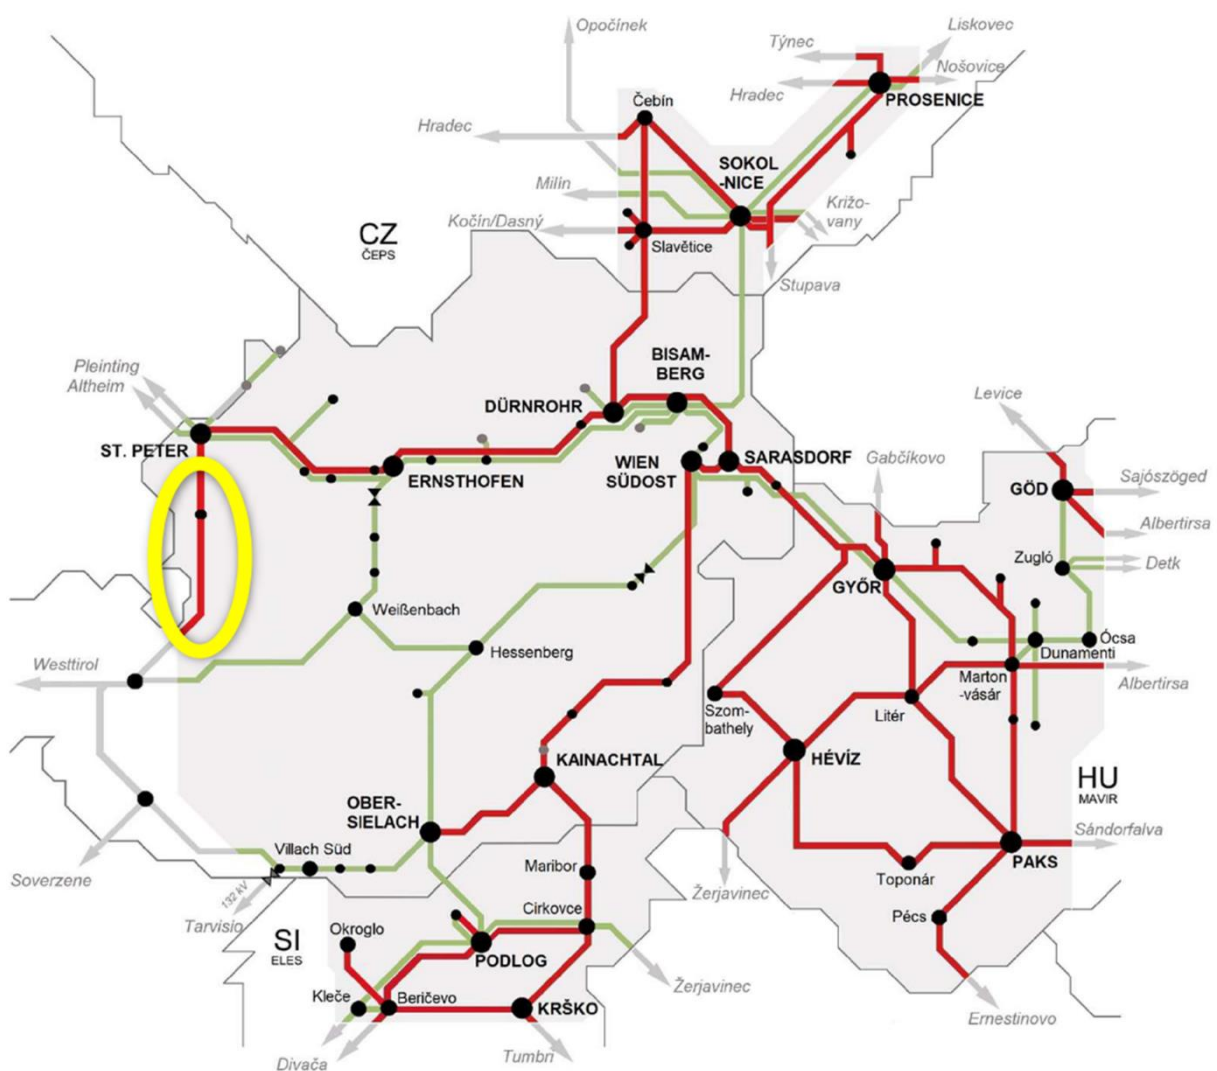 Opočínek
Liskovec
Týnec
Nošovice
Hradec
PROSENICE
Čebín
Hradec
SOKOL
-NICE
Milín
Križo-
vany
Kočín/Dasný
Slavětice
CZ
ČEPS
Stupava
BISAM-
BERG
Pleinting
Altheim
DÜRNROHR
Levice
ST. PETER
ERNSTHOFEN
WIEN
SÜDOST
SARASDORF
Gabčíkovo
GÖD
Sajószöged
Albertirsa
Zugló
Detk
GYŐR
Weißenbach
Hessenberg
Ócsa
Dunamenti
Westtirol
Marton
-vásár
Albertirsa
Szom-
bathely
Litér
KAINACHTAL
HÉVÍZ
HU
MAVIR
OBER-
SIELACH
Sándorfalva
PAKS
Villach Süd
Maribor
Toponár
Soverzene
132 kV
Žerjavinec
Tarvisio
Cirkovce
Pécs
SI
ELES
Okroglo
PODLOG
Žerjavinec
Kleče
Beričevo
KRŠKO
Ernestinovo
Divača
Tumbri